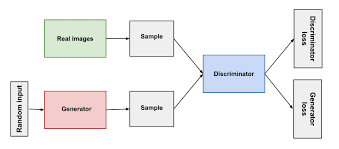 Real images
Sample
Discriminator
Discriminator
loss
Random input
Generator
Sample
Generator
loss